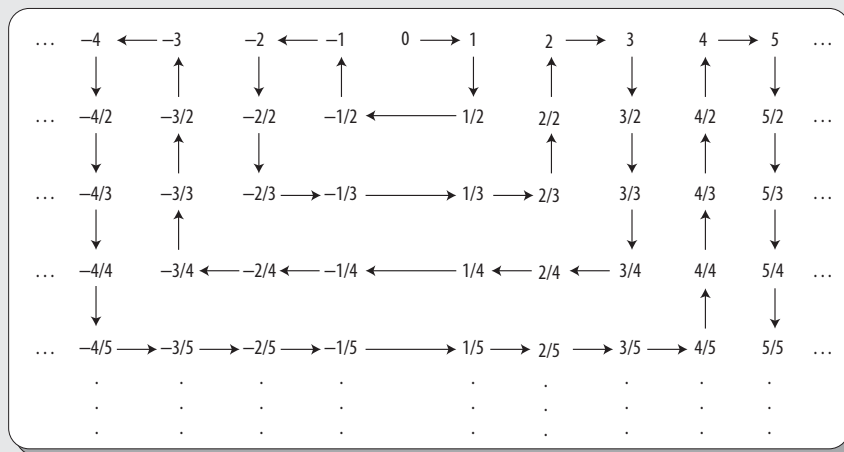 … −4 −3 −2 −1 0 1 2 3 4 5 …
… −4/2 −3/2 −2/2 −1/2 1/2 2/2 3/2 4/2 5/2 …
… −4/3 −3/3 −2/3 −1/3 1/3 2/3 3/3 4/3 5/3 …
… −4/4 −3/4 −2/4 −1/4 1/4 2/4 3/4 4/4 5/4 …
… −4/5 −3/5 −2/5 −1/5 1/5 2/5 3/5 4/5 5/5 …
. . . . . . . . .
. . . . . . . . .
. . . . . . . . .